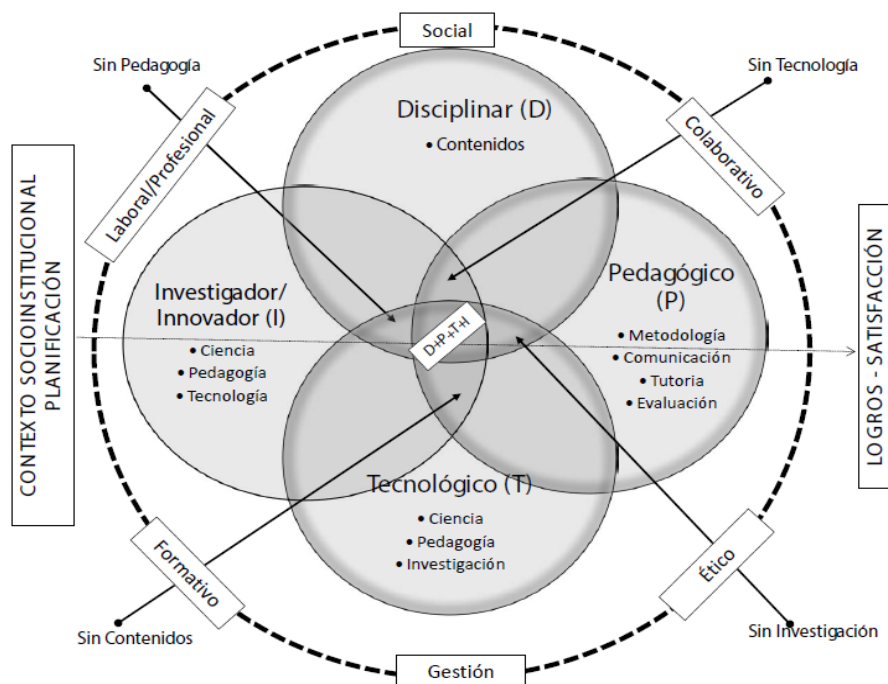 Social
Sin Pedagogía
Sin Tecnología
Disciplinar (D)
• Contenidos
Laboral/Profesional
Colaborativo
CONTEXTO SOCIOINSTITUCIONAL
PLANIFICACIÓN
Investigador/
Innovador (I)
• Ciencia
• Pedagogía
• Tecnología
D+P+T+I
Pedagógico
(P)
• Metodología
• Comunicación
• Tutoria
• Evaluación
LOGROS - SATISFACCIÓN
Tecnológico (T)
• Ciencia
• Pedagogía
• Investigación
Formativo
Ético
Sin Contenidos
Sin Investigación
Gestión